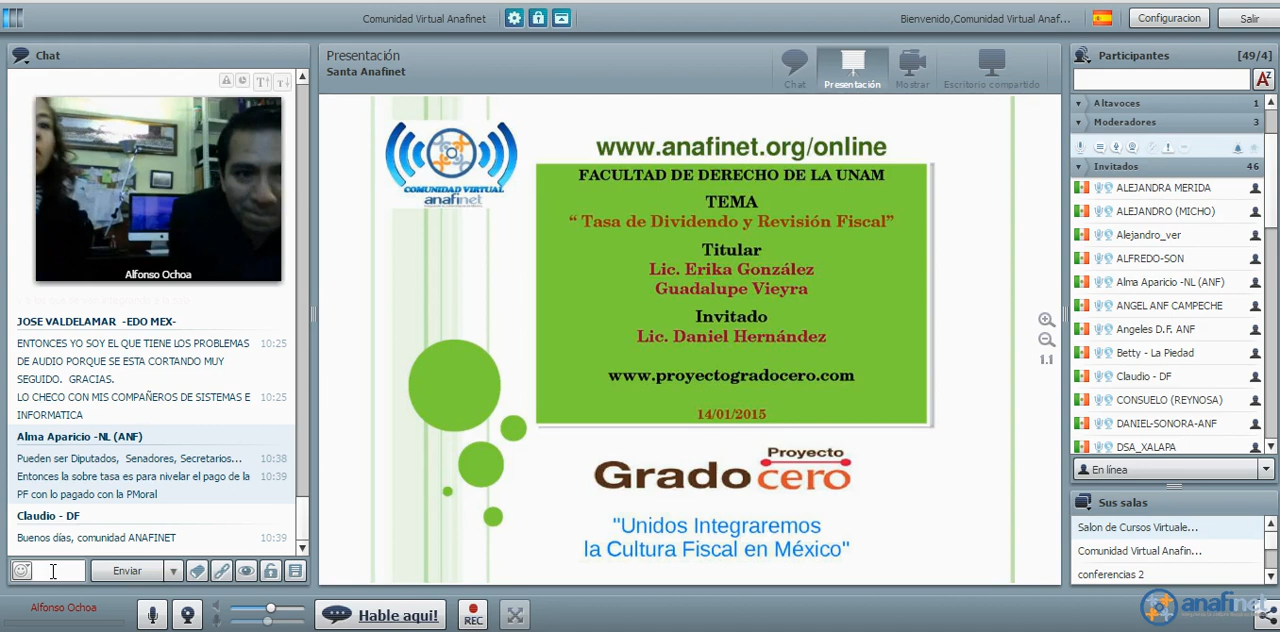 Comunidad Virtual Anafinet
Bienvenido,Comunidad Virtual Anaf...
Configuracion
Salir
Chat
Alfonso Ochoa
JOSE VALDELAMAR -EDO MEX-
ENTONCES YO SOY EL QUE TIENE LOS PROBLEMAS 10:25
DE AUDIO PORQUE SE ESTA CORTANDO MUY
SEGUIDO. GRACIAS.
LO CHECO CON MIS COMPAÑEROS DE SISTEMAS E 10:25
INFORMATICA
Alma Aparicio -NL (ANF)
Pueden ser Diputados, Senadores, Secretarios... 10:38
Entonces la sobre tasa es para nivelar el pago de la 10:39
PF con lo pagado con la PMoral
Claudio - DF
Buenos días, comunidad ANAFINET 10:39
Enviar
Presentación
Santa Anafinet
Chat
Presentación
Mostrar
Escritorio compartido
COMUNIDAD VIRTUAL
anafinet
www.anafinet.org/online
FACULTAD DE DERECHO DE LA UNAM
TEMA
“ Tasa de Dividendo y Revisión Fiscal”
Titular
Lic. Erika González
Guadalupe Vieyra
Invitado
Lic. Daniel Hernández
www.proyectogradocero.com
14/01/2015
Proyecto
Grado cero
"Unidos Integraremos
la Cultura Fiscal en México"
1.1
Participantes [49/4]
AZ
Altavoces 1
Moderadores 3
Invitados 46
ALEJANDRA MERIDA
ALEJANDRO (MICHO)
Alejandro_ver
ALFREDO-SON
Alma Aparicio -NL (ANF)
ANGEL ANF CAMPECHE
Angeles D.F. ANF
Betty - La Piedad
Claudio - DF
CONSUELO (REYNOSA)
DANIEL-SONORA-ANF
DSA_XALAPA
En línea
Sus salas
Salon de Cursos Virtuale...
Comunidad Virtual Anafin...
conferencias 2
Alfonso Ochoa
Hable aqui!
REC
anafinet